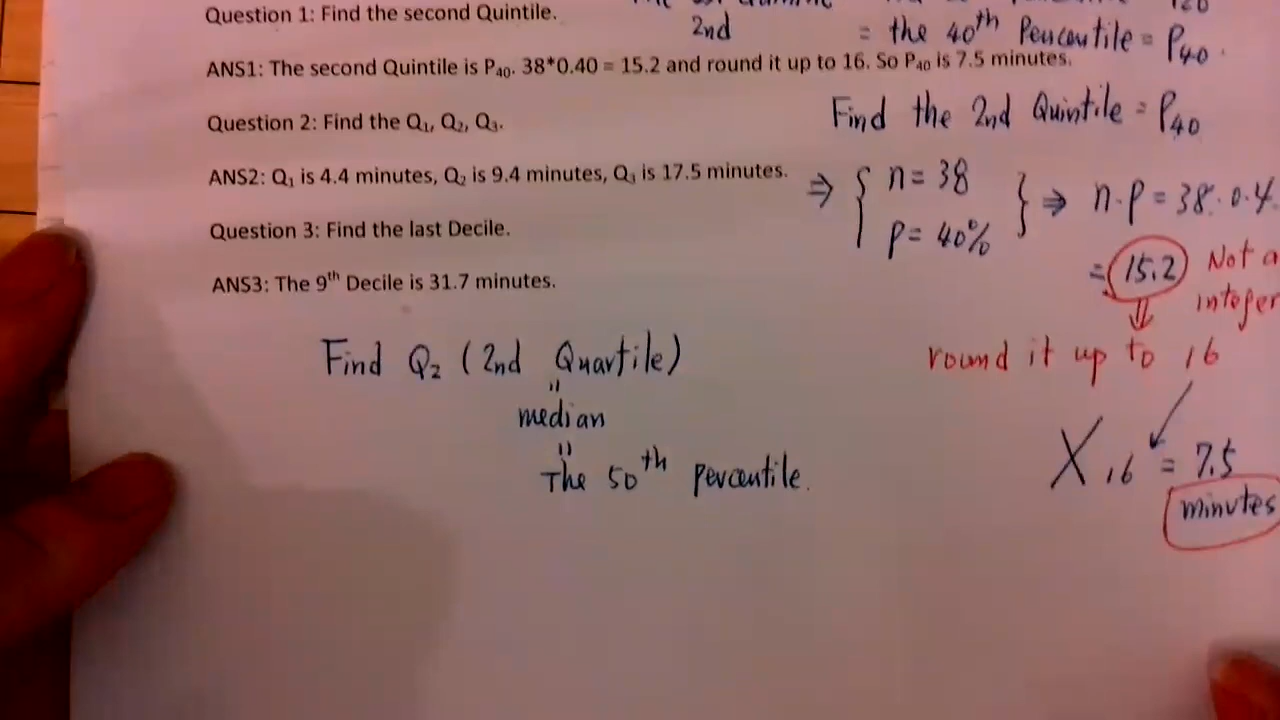 Question 1: Find the second Quintile.
2nd = the 40th Percentile = P40.
ANS1: The second Quintile is P40. 38*0.40 = 15.2 and round it up to 16. So P40 is 7.5 minutes.
Find the 2nd Quintile = P40
Question 2: Find the Q1, Q2, Q3.
ANS2: Q1 is 4.4 minutes, Q2 is 9.4 minutes, Q3 is 17.5 minutes.
⇒ { n = 38
p = 40% } ⇒ n·p = 38·0.4
Question 3: Find the last Decile.
= 15.2 Not a
integer
ANS3: The 9th Decile is 31.7 minutes.
⇓
round it up to 16
Find Q2 (2nd Quartile)
"
median
"
The 50th percentile.
X16 = 7.5
minutes